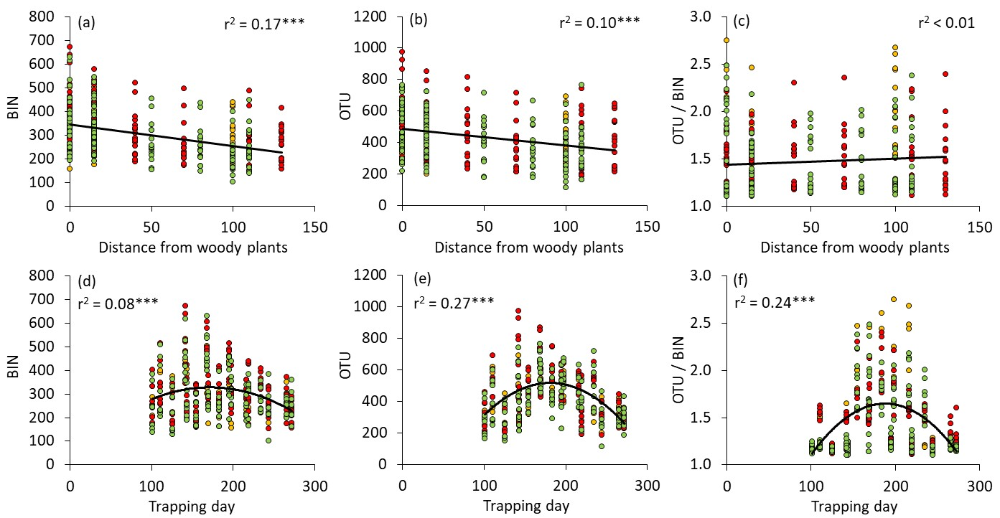 (a)
r² = 0.17***
BIN
800
700
600
500
400
300
200
100
0
0 50 100 150
Distance from woody plants
(b)
r² = 0.10***
OTU
1200
1000
800
600
400
200
0
0 50 100 150
Distance from woody plants
(c)
r² < 0.01
OTU / BIN
3.0
2.5
2.0
1.5
1.0
0 50 100 150
Distance from woody plants
(d)
r² = 0.08***
BIN
800
700
600
500
400
300
200
100
0
0 100 200 300
Trapping day
(e)
r² = 0.27***
OTU
1200
1000
800
600
400
200
0
0 100 200 300
Trapping day
(f)
r² = 0.24***
OTU / BIN
3.0
2.5
2.0
1.5
1.0
0 100 200 300
Trapping day